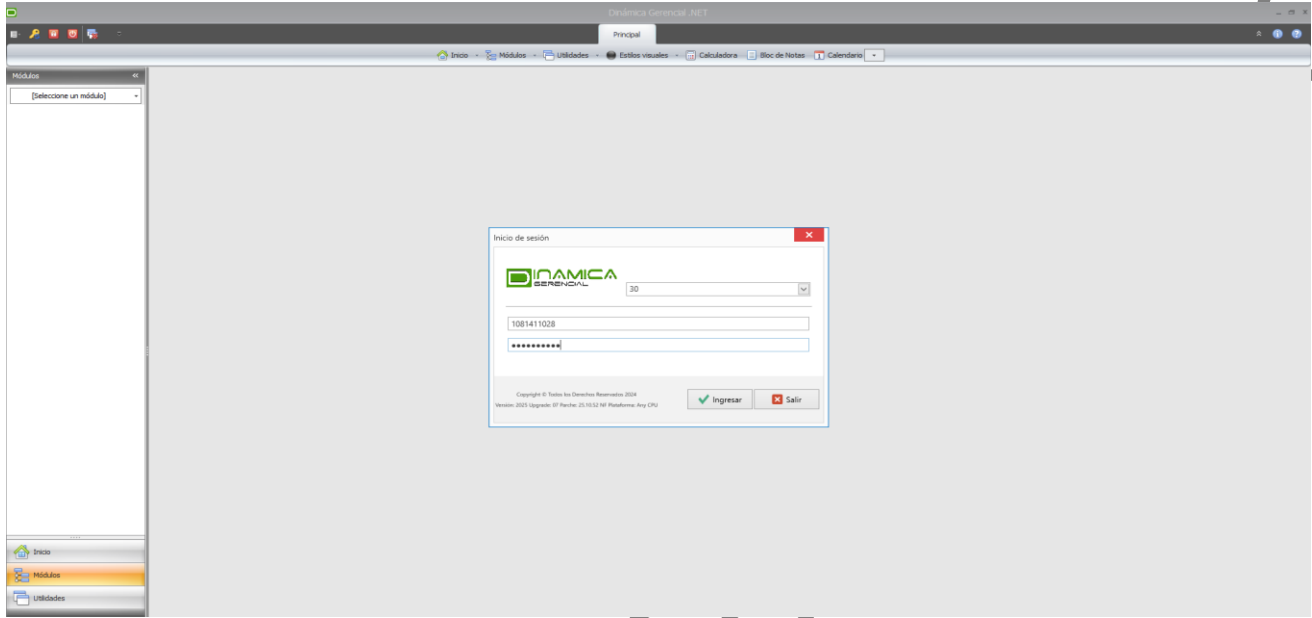 Dinámica Gerencial .NET
Principal
Inicio
Módulos
Utilidades
Estilos visuales
Calculadora
Bloc de Notas
1 Calendario
Módulos
[Seleccione un módulo]
Inicio de sesión
DINAMICA
GERENCIAL
30
1081411028
Copyright © Todos los Derechos Reservados 2024
Version: 2025 Upgrade: 07 Parche: 25.10.52 NF Plataforma: Any CPU
Ingresar
Salir
Inicio
Módulos
Utilidades